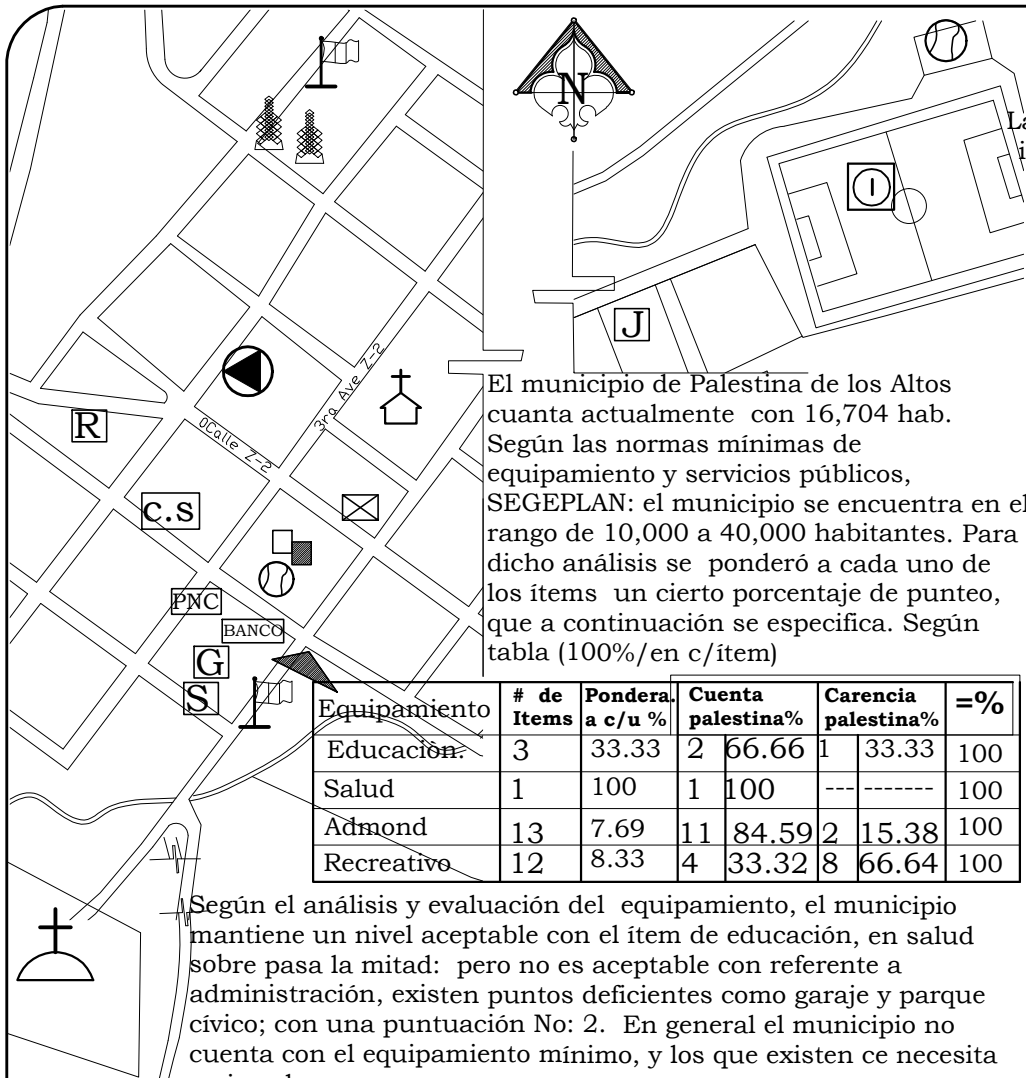 N
La
R
c.s
PNC
BANCO
G
S
J
I
3ra Ave Z-2
0Calle Z-2
El municipio de Palestina de los Altos
cuanta actualmente con 16,704 hab.
Según las normas mínimas de
equipamiento y servicios públicos,
SEGEPLAN: el municipio se encuentra en el
rango de 10,000 a 40,000 habitantes. Para
dicho análisis se ponderó a cada uno de
los ítems un cierto porcentaje de punteo,
que a continuación se especifica. Según
tabla (100%/en c/ítem)
Equipamiento # de Items Pondera. a c/u % Cuenta palestina% Carencia palestina% =%
Educaciòn. 3 33.33 2 66.66 1 33.33 100
Salud 1 100 1 100 --- ------- 100
Admond 13 7.69 11 84.59 2 15.38 100
Recreativo 12 8.33 4 33.32 8 66.64 100
Según el análisis y evaluación del equipamiento, el municipio
mantiene un nivel aceptable con el ítem de educación, en salud
sobre pasa la mitad: pero no es aceptable con referente a
administración, existen puntos deficientes como garaje y parque
cívico; con una puntuación No: 2. En general el municipio no
cuenta con el equipamiento mínimo, y los que existen ce necesita